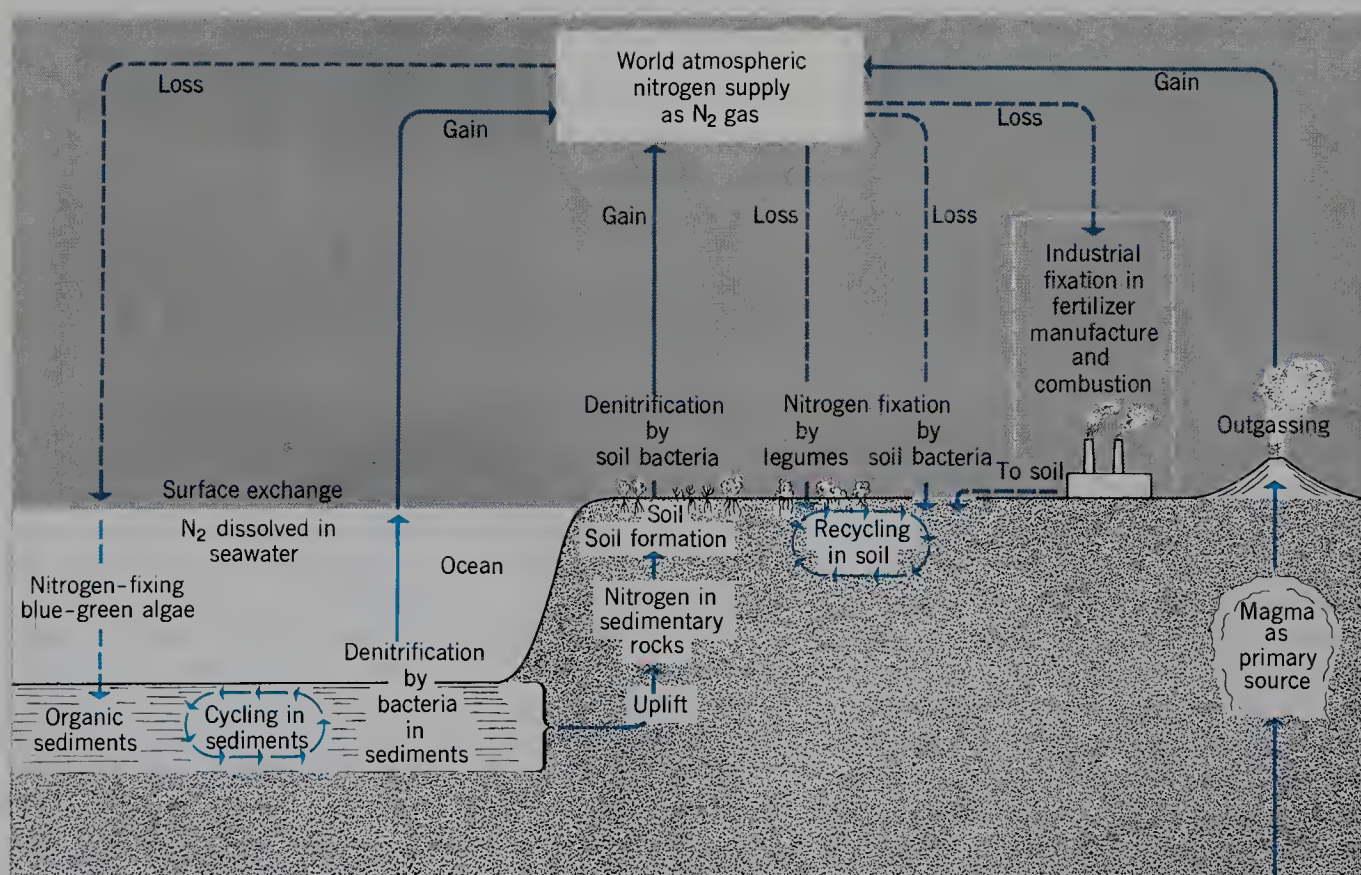 World atmospheric
nitrogen supply
as N₂ gas
Loss
Gain
Gain
Loss
Loss
Loss
Gain
Industrial
fixation in
fertilizer
manufacture
and
combustion
Denitrification
by
soil bacteria
Nitrogen fixation
by by
legumes soil bacteria
To soil
Outgassing
Surface exchange
N₂ dissolved in
seawater
Ocean
Nitrogen-fixing
blue-green algae
Soil
Soil formation
Recycling
in soil
Nitrogen in
sedimentary
rocks
Uplift
Magma
as
primary
source
Denitrification
by
bacteria
in
sediments
Organic
sediments
Cycling in
sediments